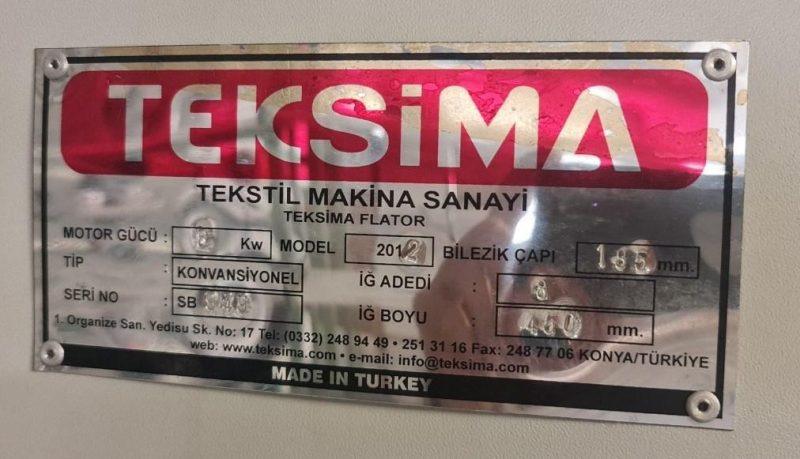 TEKSiMA
TEKSTİL MAKİNA SANAYİ
TEKSİMA FLATOR
MOTOR GÜCÜ : Kw MODEL 2012 BİLEZİK ÇAPI 185 mm.
TİP : KONVANSİYONEL İĞ ADEDİ : 8
SERİ NO : SB İĞ BOYU : 450 mm.
1. Organize San. Yedisu Sk. No: 17 Tel: (0332) 248 94 49 • 251 31 16 Fax: 248 77 06 KONYA/TÜRKİYE
web: www.teksima.com • e-mail: info@teksima.com
MADE IN TURKEY